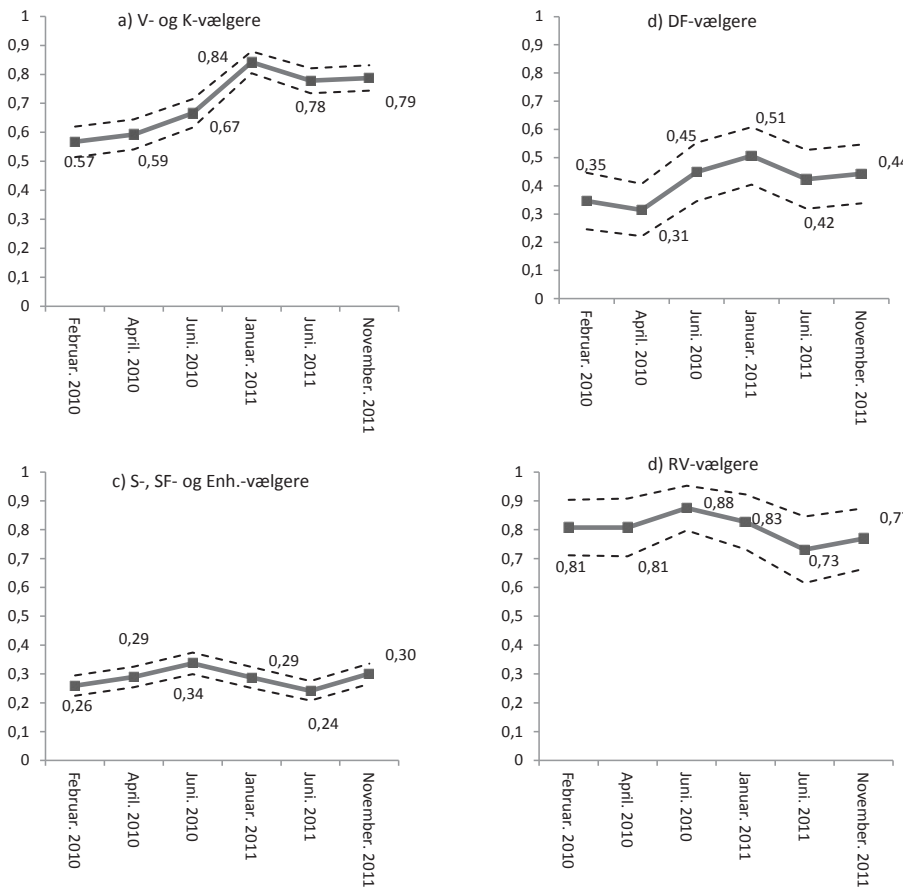 a) V- og K-vælgere
1
0,9
0,8
0,7
0,6
0,5
0,4
0,3
0,2
0,1
0
0,57
0,59
0,67
0,84
0,78
0,79
Februar. 2010
April. 2010
Juni. 2010
Januar. 2011
Juni. 2011
November. 2011
d) DF-vælgere
1
0,9
0,8
0,7
0,6
0,5
0,4
0,3
0,2
0,1
0
0,35
0,31
0,45
0,51
0,42
0,44
Februar. 2010
April. 2010
Juni. 2010
Januar. 2011
Juni. 2011
November. 2011
c) S-, SF- og Enh.-vælgere
1
0,9
0,8
0,7
0,6
0,5
0,4
0,3
0,2
0,1
0
0,26
0,29
0,34
0,29
0,24
0,30
Februar. 2010
April. 2010
Juni. 2010
Januar. 2011
Juni. 2011
November. 2011
d) RV-vælgere
1
0,9
0,8
0,7
0,6
0,5
0,4
0,3
0,2
0,1
0
0,81
0,81
0,88
0,83
0,73
0,77
Februar. 2010
April. 2010
Juni. 2010
Januar. 2011
Juni. 2011
November. 2011